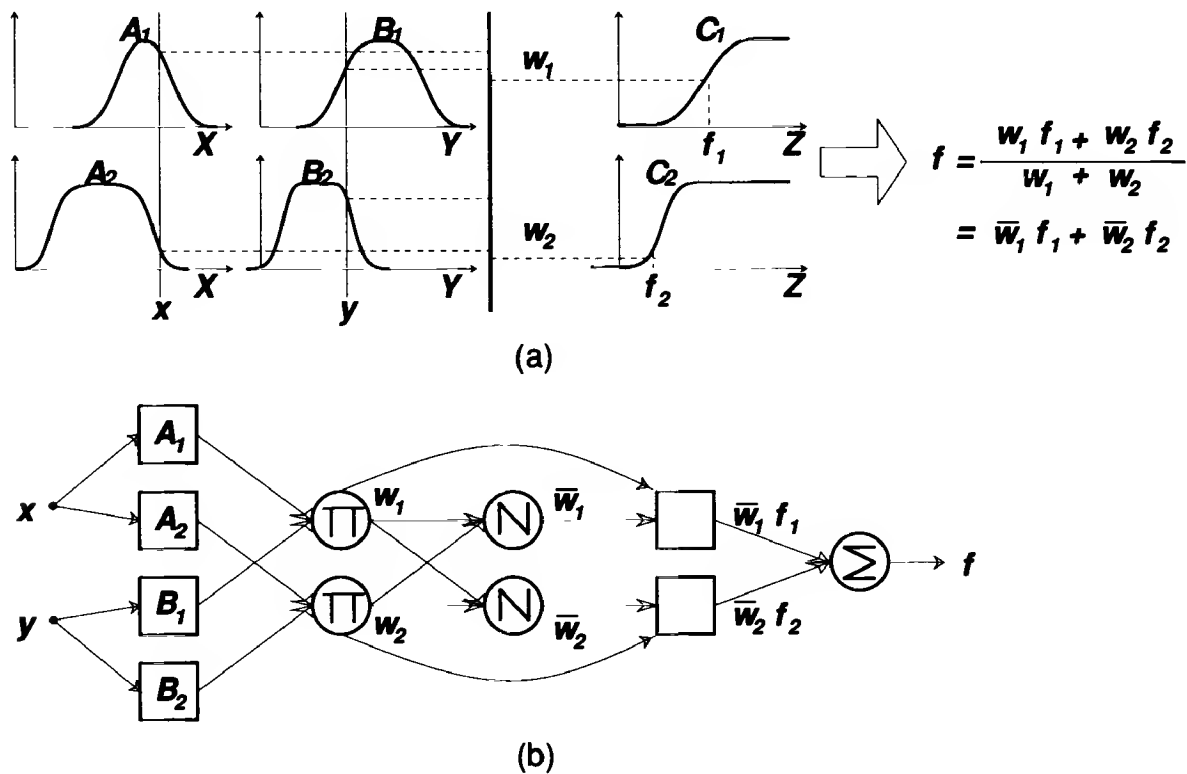 A₁ B₁ C₁
w₁
X Y f₁ Z
f = (w₁ f₁ + w₂ f₂) / (w₁ + w₂)
= w̅₁ f₁ + w̅₂ f₂
A₂ B₂ C₂
w₂
X Y f₂ Z
x y
(a)
A₁
x A₂ Π w₁ N w̅₁ w̅₁ f₁
Σ f
y B₁ Π w₂ N w̅₂ w̅₂ f₂
B₂
(b)